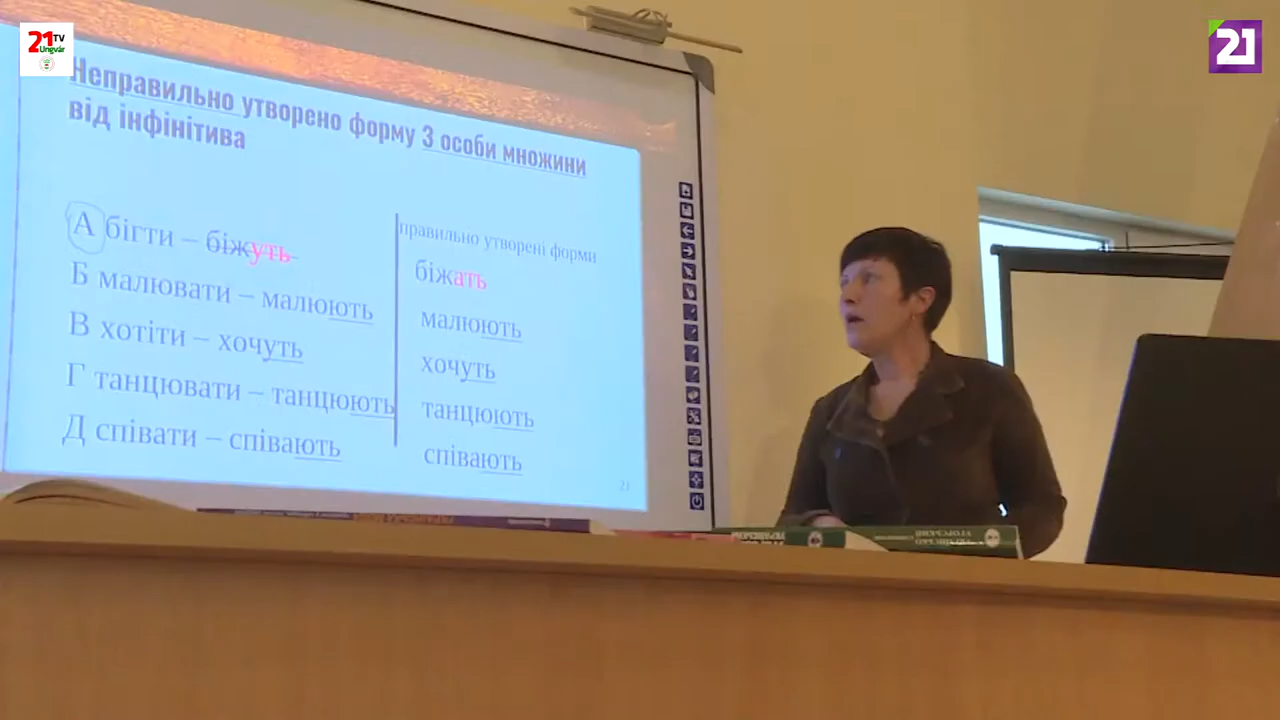 21 TV
Ungvár
21
Неправильно утворено форму 3 особи множини
від інфінітива
А бігти – біжуть
Б малювати – малюють
В хотіти – хочуть
Г танцювати – танцюють
Д співати – співають
правильно утворені форми
біжать
малюють
хочуть
танцюють
співають
21